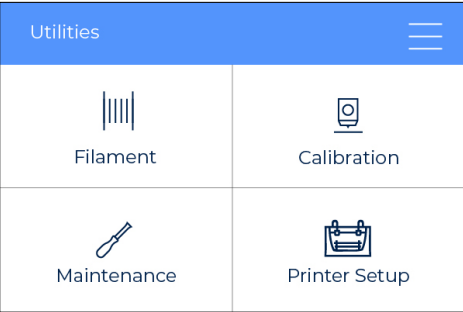 Utilities
Filament
Calibration
Maintenance
Printer Setup